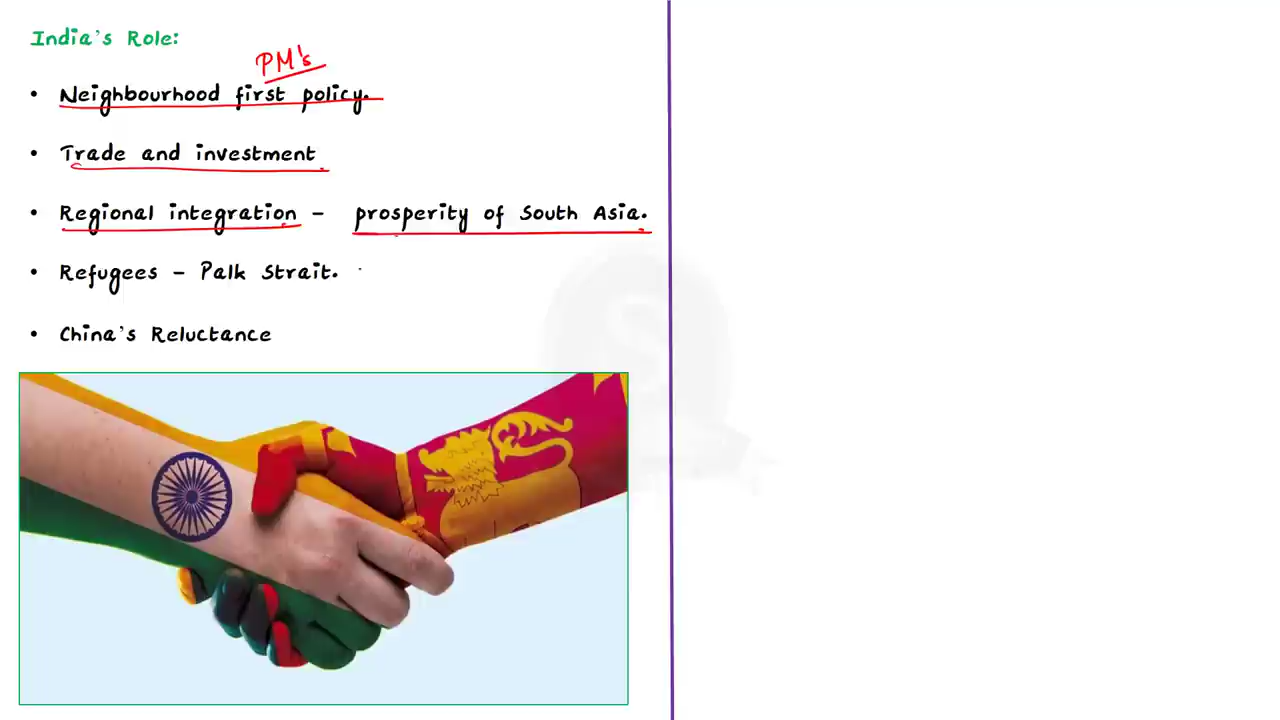 India's Role:
PM's
• Neighbourhood first policy.
• Trade and investment
• Regional integration - prosperity of South Asia.
• Refugees - Palk Strait.
• China's Reluctance